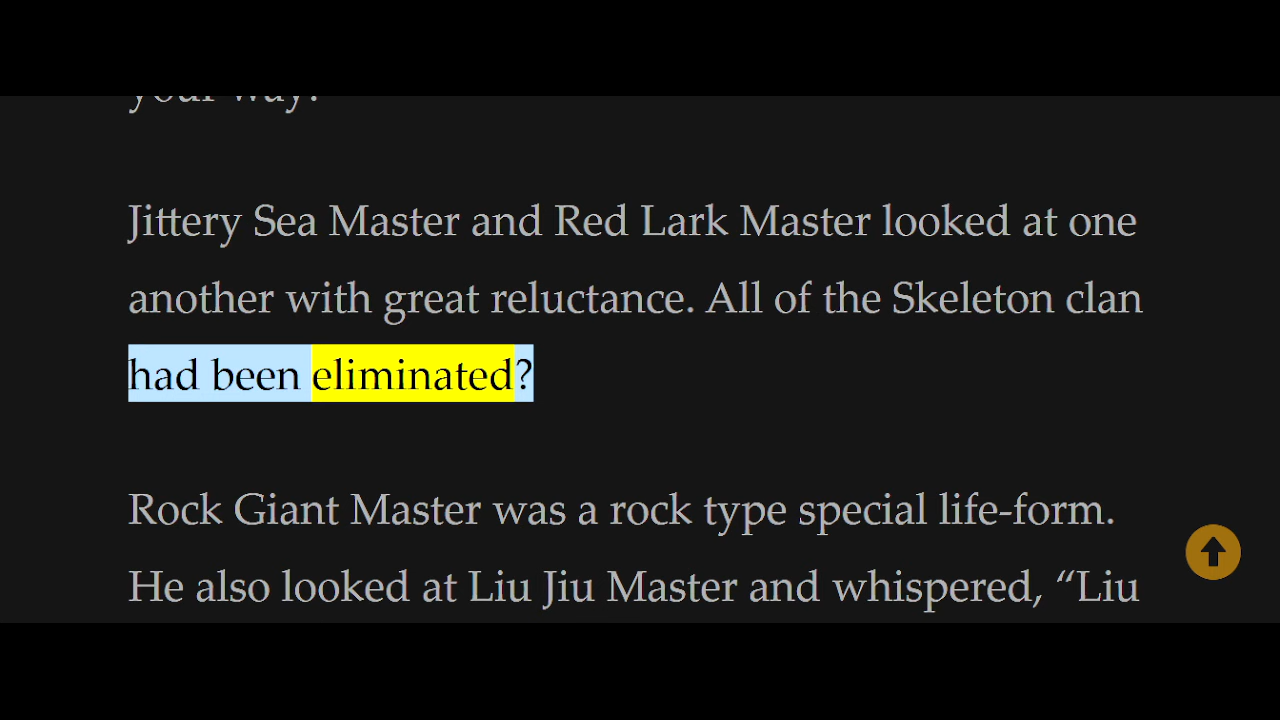 your way.
Jittery Sea Master and Red Lark Master looked at one
another with great reluctance. All of the Skeleton clan
had been eliminated?
Rock Giant Master was a rock type special life-form.
He also looked at Liu Jiu Master and whispered, “Liu